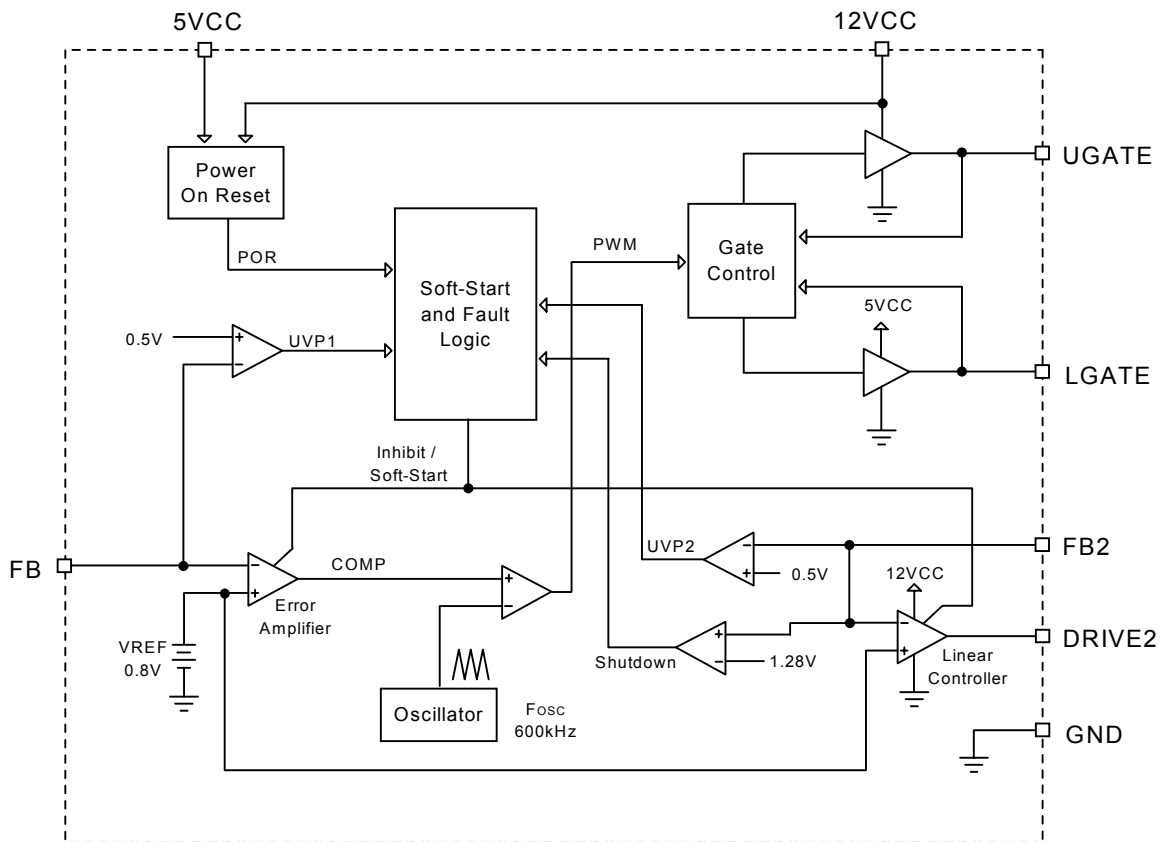 5VCC
12VCC
Power
On Reset
UGATE
POR
PWM
Gate
Control
Soft-Start
and Fault
Logic
5VCC
0.5V
+
−
UVP1
LGATE
Inhibit /
Soft-Start
FB
−
+
COMP
Error
Amplifier
+
−
UVP2
−
+
0.5V
FB2
12VCC
VREF
0.8V
Shutdown
+
−
1.28V
−
+
Linear
Controller
DRIVE2
Oscillator
FOSC
600kHz
GND